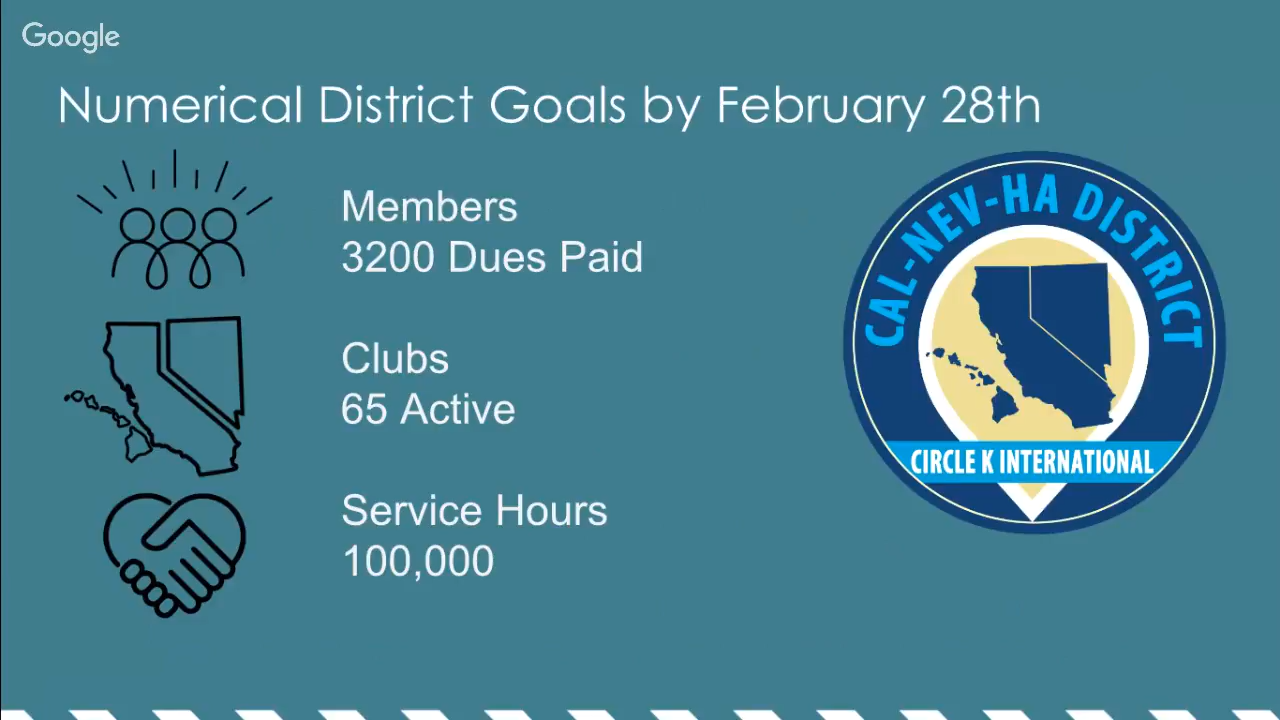 Google
Numerical District Goals by February 28th
Members
3200 Dues Paid
Clubs
65 Active
Service Hours
100,000
CAL-NEV-HA DISTRICT
CIRCLE K INTERNATIONAL